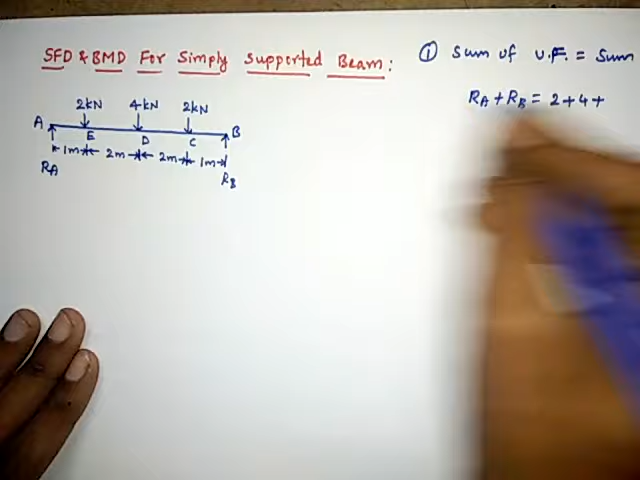 SFD & BMD For Simply Supported Beam:
① Sum of V.F. = Sum
RA + RB = 2+4+
2kN 4kN 2kN
A B
E D C
1m 2m 2m 1m
RA RB